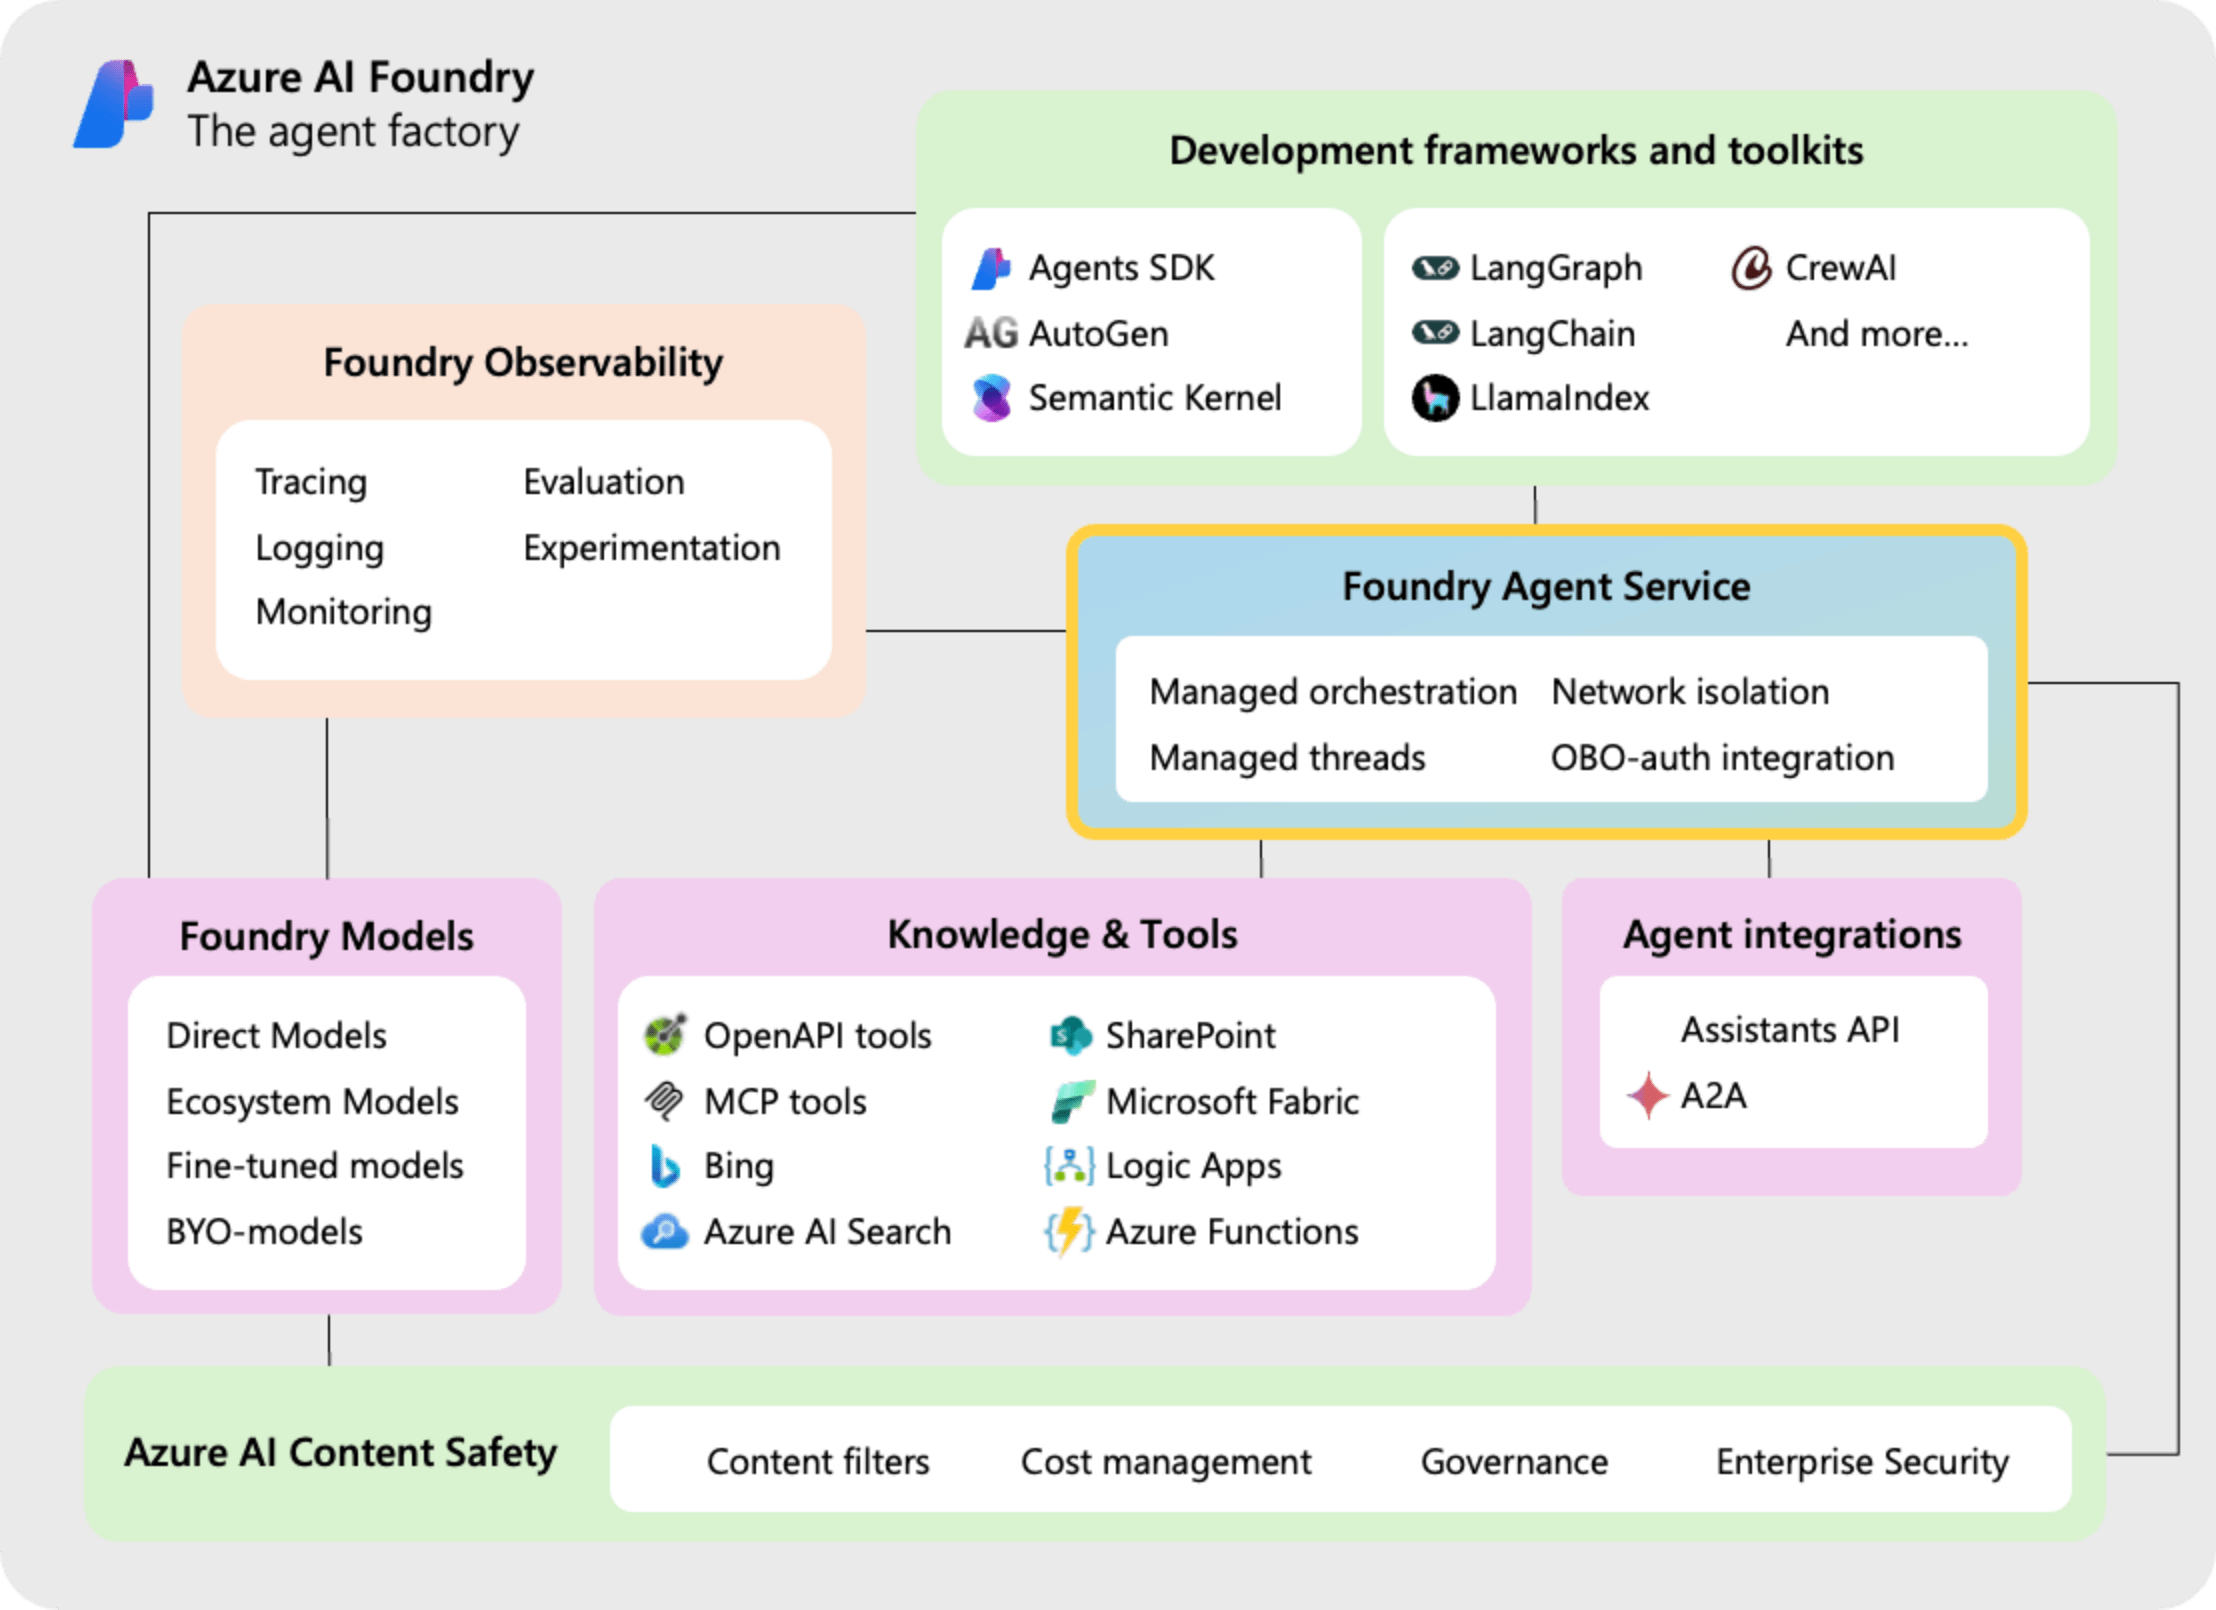 Azure AI Foundry
The agent factory
Development frameworks and toolkits
Agents SDK
AG AutoGen
Semantic Kernel
LangGraph
LangChain
LlamaIndex
CrewAI
And more...
Foundry Observability
Tracing
Logging
Monitoring
Evaluation
Experimentation
Foundry Agent Service
Managed orchestration
Managed threads
Network isolation
OBO-auth integration
Foundry Models
Direct Models
Ecosystem Models
Fine-tuned models
BYO-models
Knowledge & Tools
OpenAPI tools
MCP tools
Bing
Azure AI Search
SharePoint
Microsoft Fabric
Logic Apps
Azure Functions
Agent integrations
Assistants API
A2A
Azure AI Content Safety
Content filters
Cost management
Governance
Enterprise Security